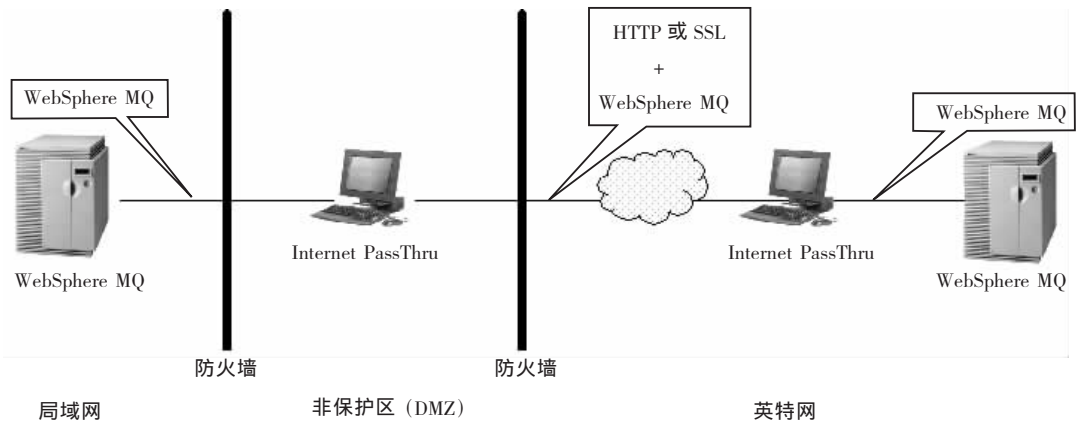 HTTP 或 SSL
+
WebSphere MQ
WebSphere MQ
WebSphere MQ
Internet PassThru
Internet PassThru
WebSphere MQ
WebSphere MQ
防火墙
防火墙
局域网
非保护区 (DMZ)
英特网